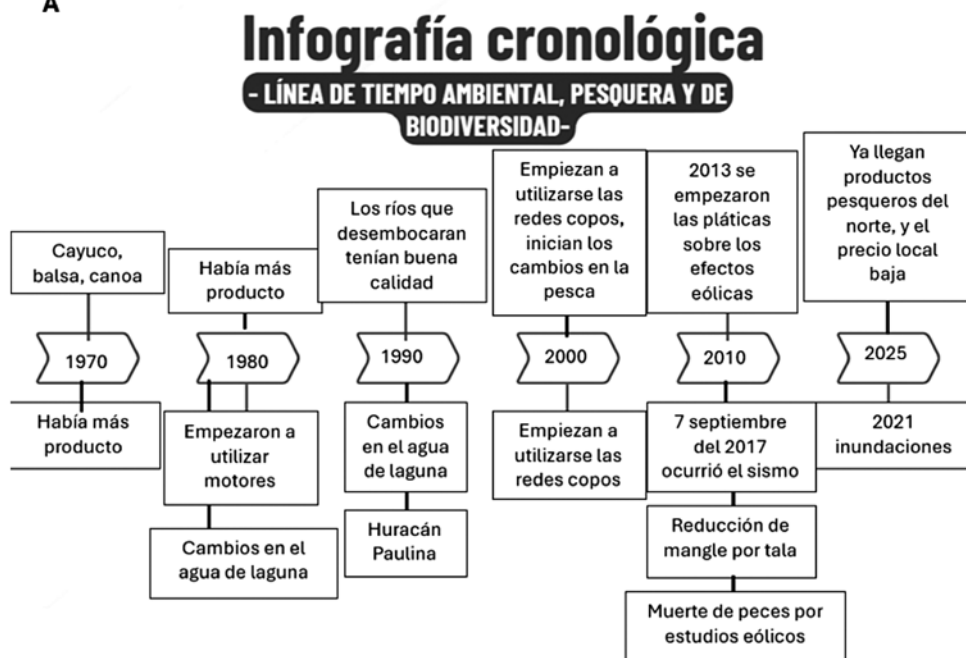 A
Infografía cronológica
- LÍNEA DE TIEMPO AMBIENTAL, PESQUERA Y DE
BIODIVERSIDAD-
Cayuco,
balsa, canoa
Había más
producto
Los ríos que
desembocaran
tenían buena
calidad
Empiezan a
utilizarse las
redes copos,
inician los
cambios en la
pesca
2013 se
empezaron
las pláticas
sobre los
efectos
eólicas
Ya llegan
productos
pesqueros del
norte, y el
precio local
baja
1970
1980
1990
2000
2010
2025
Había más
producto
Empezaron a
utilizar
motores
Cambios en el
agua de laguna
Cambios
en el agua
de laguna
Huracán
Paulina
Empiezan a
utilizarse las
redes copos
7 septiembre
del 2017
ocurrió el sismo
Reducción de
mangle por tala
Muerte de peces por
estudios eólicos
2021
inundaciones